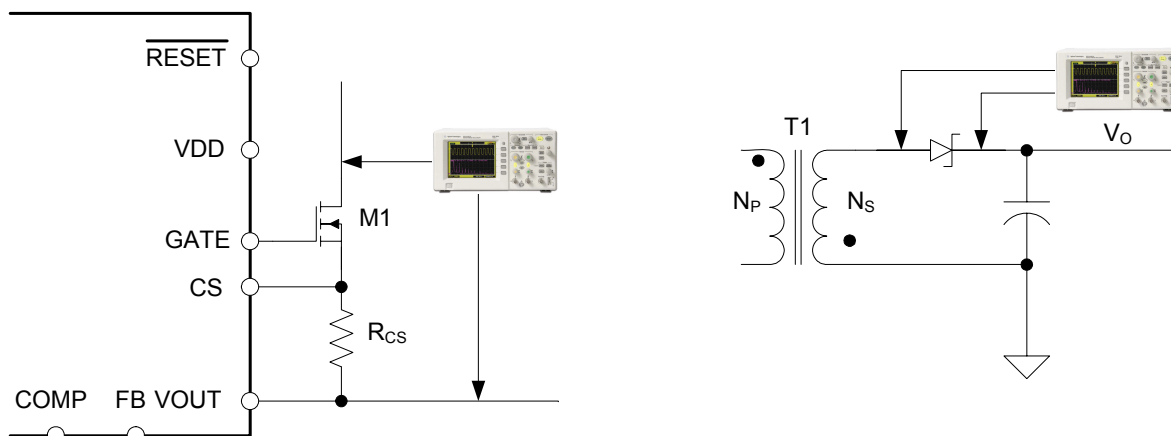 RESET
VDD
GATE
CS
COMP FB VOUT
M1
RCS
T1
NP
NS
VO